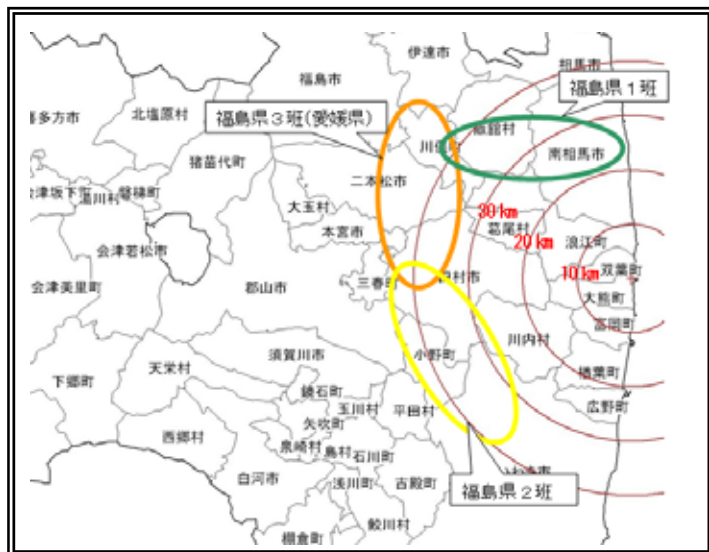 伊達市
相馬市
福島市
福島県1班
北塩原村
福島県3班(愛媛県)
飯舘村
喜多方市
川俣町
南相馬市
猪苗代町
二本松市
会津坂下町
湯川村
磐梯町
大玉村
30km
葛尾村
本宮市
20km
浪江町
会津若松市
10km
双葉町
三春町
田村市
会津美里町
郡山市
大熊町
富岡町
川内村
小野町
須賀川市
天栄村
楢葉町
下郷町
鏡石町
玉川村
平田村
広野町
矢吹町
西郷村
泉崎村
島村
石川町
いわき市
白河市
浅川町
古殿町
福島県2班
鮫川村
棚倉町